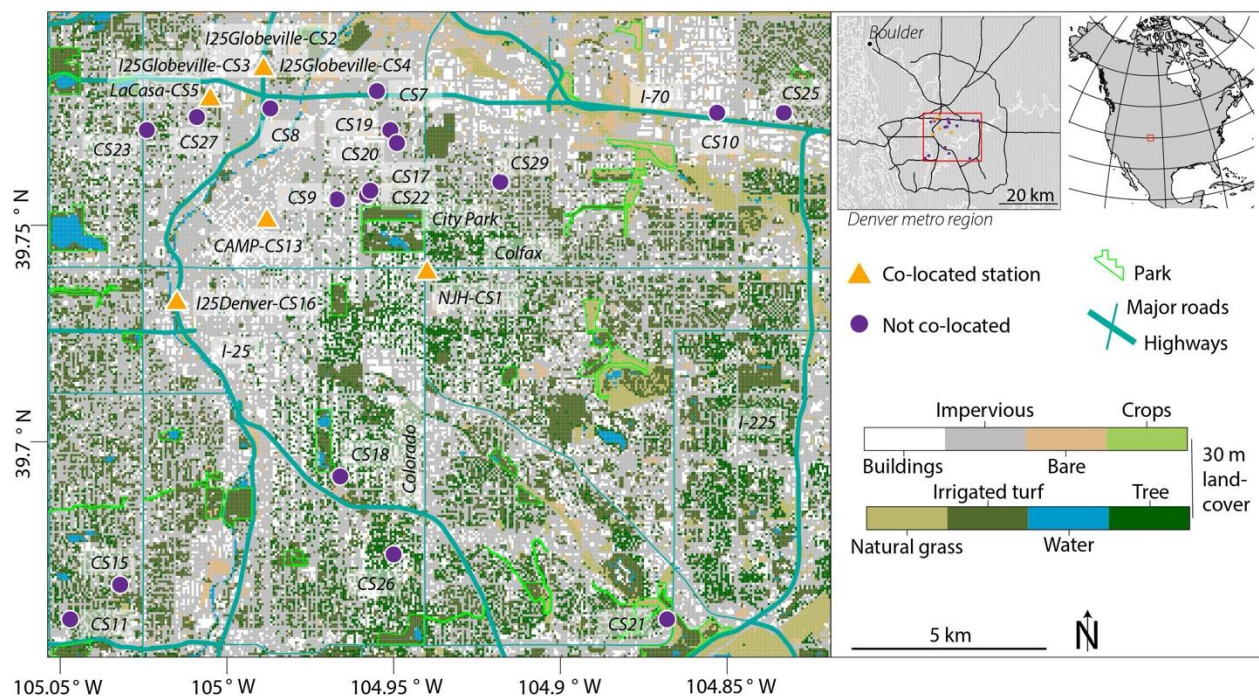 I25Globeville-CS2
I25Globeville-CS3
I25Globeville-CS4
LaCasa-CS5
CS7
I-70
CS25
CS27
CS8
CS19
CS23
CS20
CS10
CS29
CS17
CS9
CS22
City Park
CAMP-CS13
Colfax
NJH-CS1
I25Denver-CS16
I-25
I-225
CS18
Colorado
CS15
CS26
CS11
CS21
39.75 ° N
39.7 ° N
105.05 ° W
105 ° W
104.95 ° W
104.9 ° W
104.85 ° W
Boulder
20 km
Denver metro region
Co-located station
Not co-located
Park
Major roads
Highways
Impervious
Crops
Buildings
Bare
Irrigated turf
Tree
Natural grass
Water
30 m
land-
cover
5 km
N